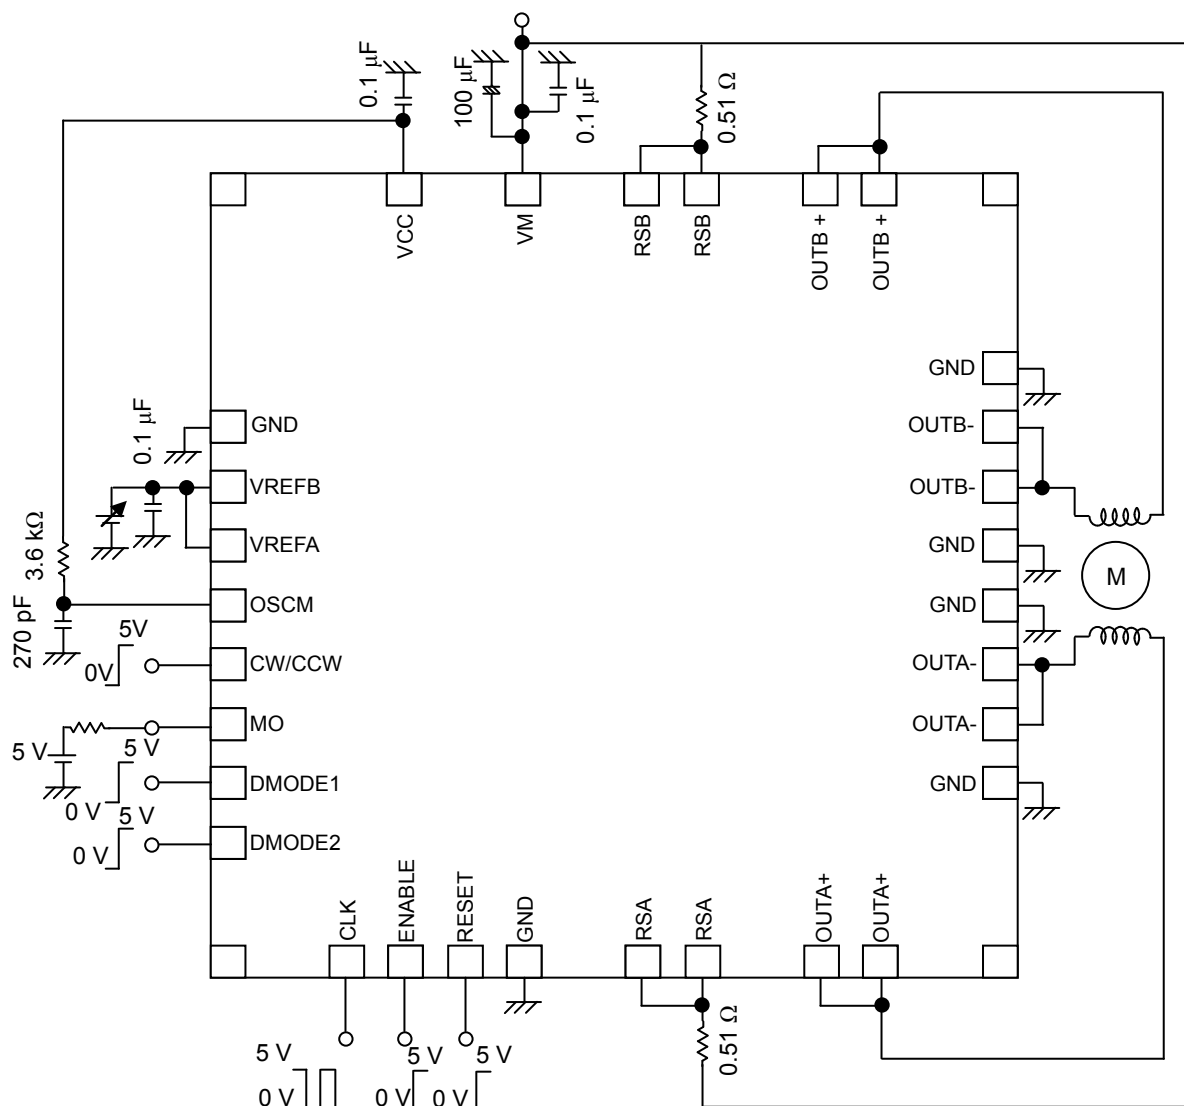 0.1 µF
100 µF
0.1 µF
0.51 Ω
VCC
VM
RSB
RSB
OUTB +
OUTB +
GND
0.1 µF
VREFB
VREFA
3.6 kΩ
OSCM
270 pF
5V
0V
CW/CCW
MO
5 V
5 V
DMODE1
0 V
5 V
DMODE2
0 V
GND
OUTB-
OUTB-
GND
M
GND
OUTA-
OUTA-
GND
CLK
ENABLE
RESET
GND
RSA
RSA
OUTA+
OUTA+
0.51 Ω
5 V
0 V
5 V
0 V
5 V
0 V